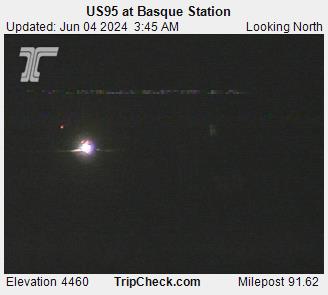 US95 at Basque Station
Updated: Jun 04 2024 3:45 AM Looking North
Elevation 4460 TripCheck.com Milepost 91.62